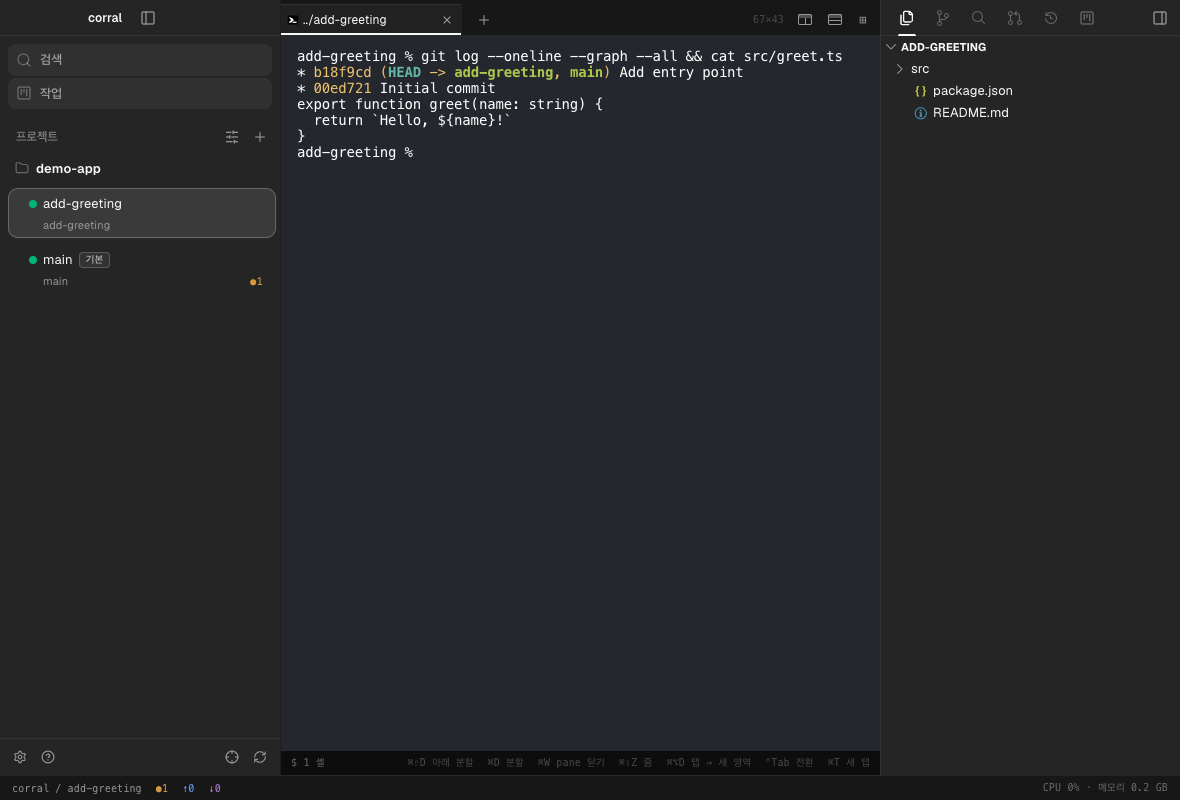 corral
검색
작업
프로젝트
demo-app
add-greeting
add-greeting
main 기본
main ●1
../add-greeting
67×43
add-greeting % git log --oneline --graph --all && cat src/greet.ts
* b18f9cd (HEAD -> add-greeting, main) Add entry point
* 00ed721 Initial commit
export function greet(name: string) {
  return `Hello, ${name}!`
}
add-greeting %
$ 1 셸 ⌘⇧D 아래 분할 ⌘D 분할 ⌘W pane 닫기 ⌘⇧Z 줌 ⌘⌥D 탭 → 새 영역 ^Tab 전환 ⌘T 새 탭
ADD-GREETING
src
{} package.json
README.md
corral / add-greeting ●1 ↑0 ↓0
CPU 0% · 메모리 0.2 GB